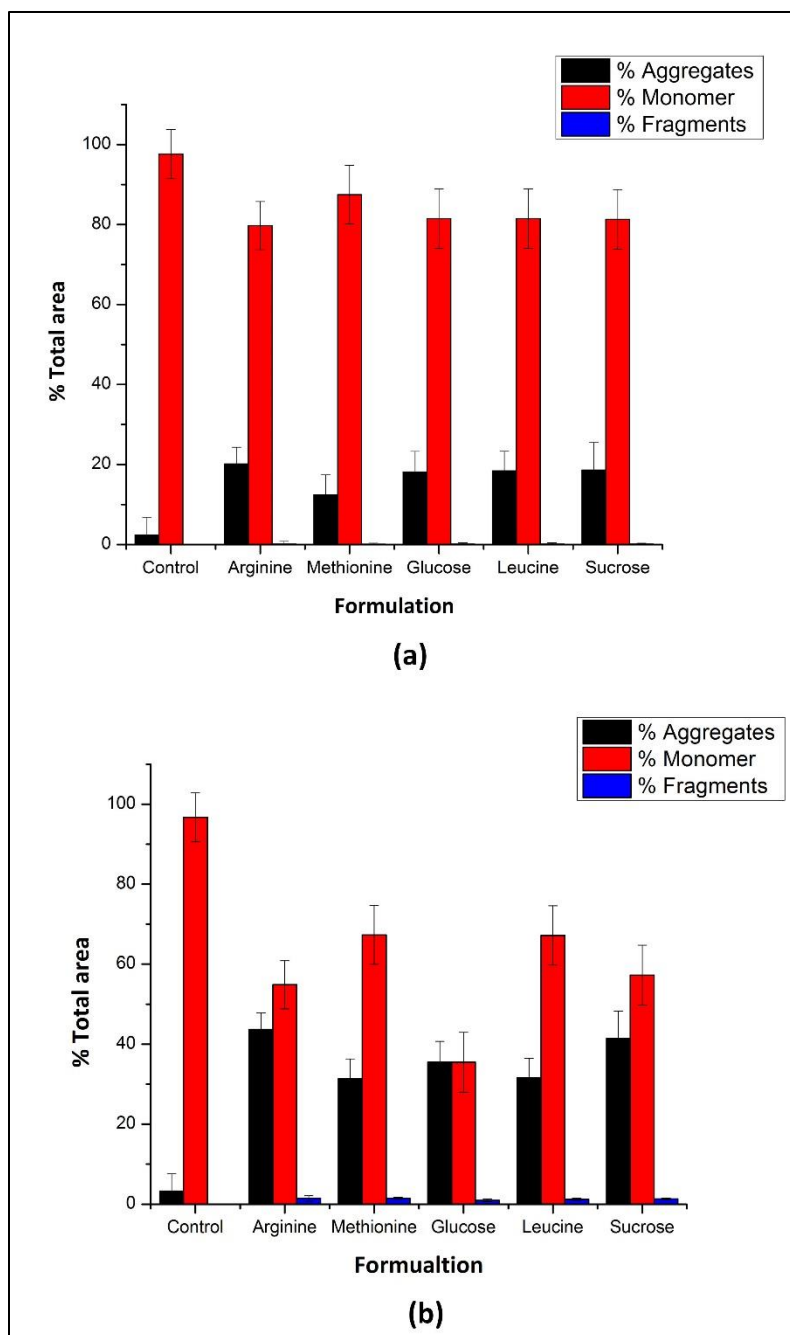 % Aggregates
% Monomer
% Fragments
100
80
60
40
20
0
% Total area
Control Arginine Methionine Glucose Leucine Sucrose
Formulation
(a)
% Aggregates
% Monomer
% Fragments
100
80
60
40
20
0
% Total area
Control Arginine Methionine Glucose Leucine Sucrose
Formualtion
(b)